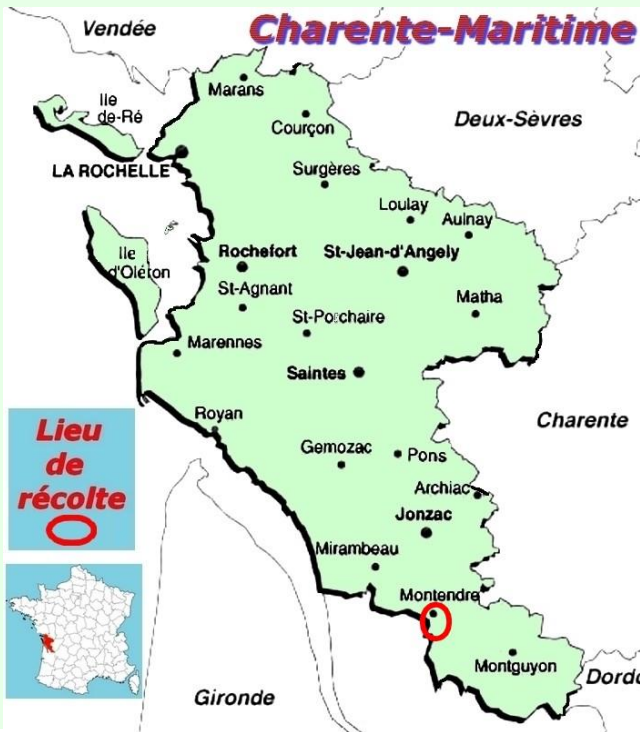 Vendée
Charente-Maritime
Marans
Ile
de-Ré
Courçon
Deux-Sèvres
LA ROCHELLE
Surgères
Loulay
Aulnay
Ile
d'Oléron
Rochefort
St-Jean-d'Angely
St-Agnant
Matha
St-Porchaire
Marennes
Saintes
Royan
Charente
Lieu
de
récolte
Gemozac
Pons
Archiac
Jonzac
Mirambeau
Montendre
Montguyon
Dordo
Gironde